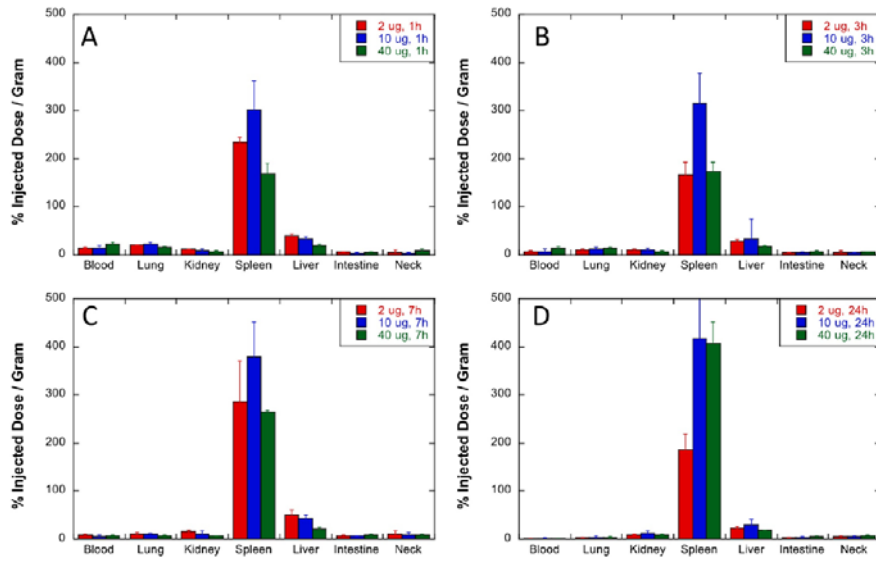 A
2 ug, 1h
10 ug, 1h
40 ug, 1h
% Injected Dose / Gram
500
400
300
200
100
0
Blood Lung Kidney Spleen Liver Intestine Neck
B
2 ug, 3h
10 ug, 3h
40 ug, 3h
% Injected Dose / Gram
500
400
300
200
100
0
Blood Lung Kidney Spleen Liver Intestine Neck
C
2 ug, 7h
10 ug, 7h
40 ug, 7h
% Injected Dose / Gram
500
400
300
200
100
0
Blood Lung Kidney Spleen Liver Intestine Neck
D
2 ug, 24h
10 ug, 24h
40 ug, 24h
% Injected Dose / Gram
500
400
300
200
100
0
Blood Lung Kidney Spleen Liver Intestine Neck